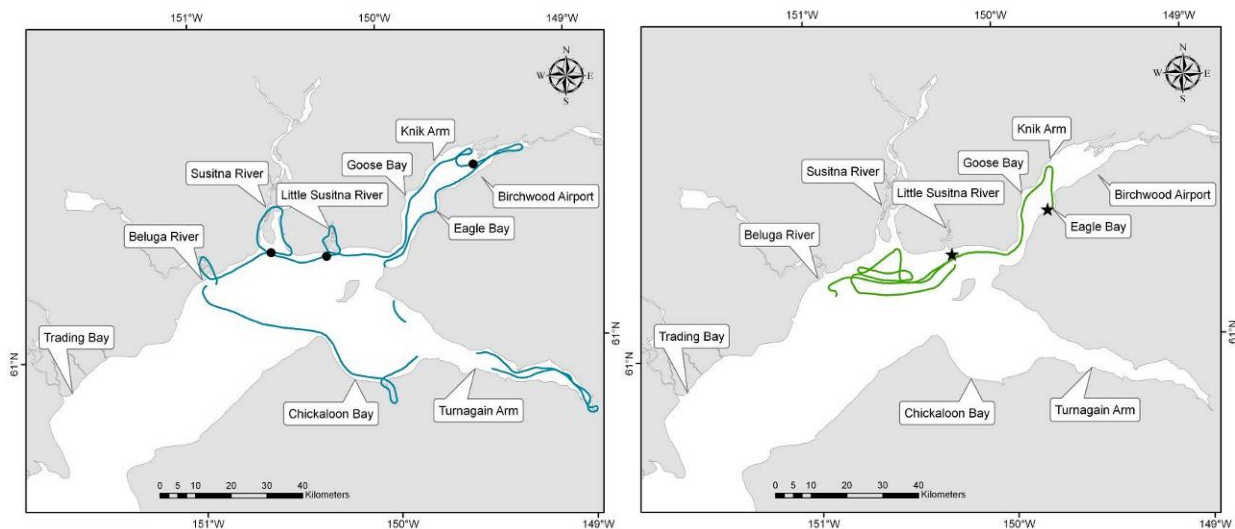 151°W
150°W
149°W
N
W
E
S
Knik Arm
Goose Bay
Susitna River
Little Susitna River
Birchwood Airport
Eagle Bay
Beluga River
Trading Bay
61°N
61°N
Chickaloon Bay
Turnagain Arm
0 5 10 20 30 40
Kilometers
151°W
150°W
149°W
151°W
150°W
149°W
N
W
E
S
Knik Arm
Goose Bay
Susitna River
Little Susitna River
Birchwood Airport
Eagle Bay
Beluga River
Trading Bay
61°N
61°N
Chickaloon Bay
Turnagain Arm
0 5 10 20 30 40
Kilometers
151°W
150°W
149°W